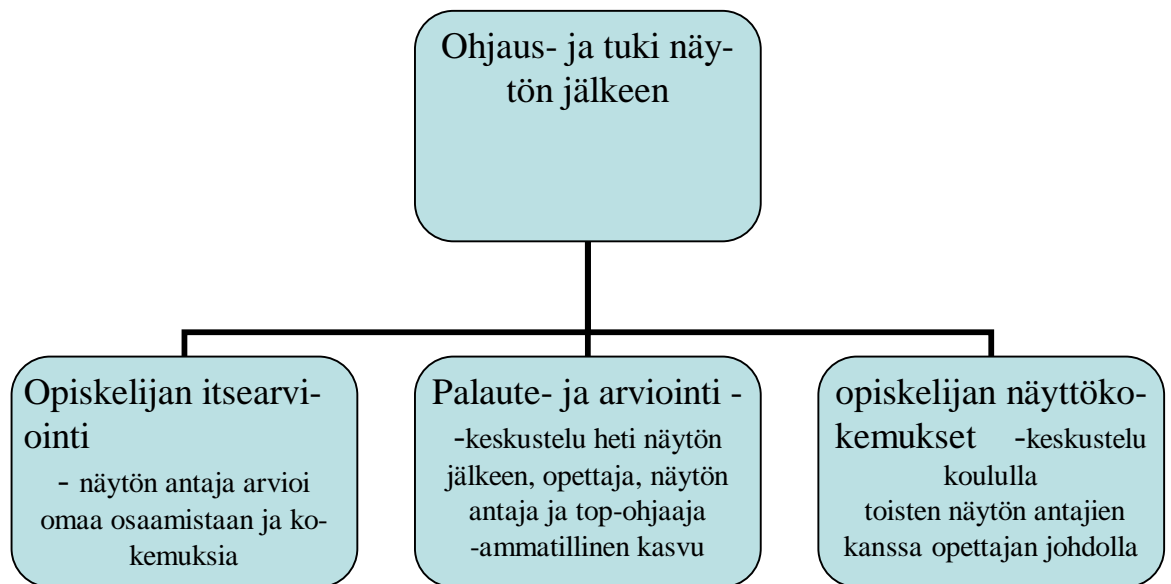 Ohjaus- ja tuki näy-
tön jälkeen
Opiskelijan itsearvi-
ointi
- näytön antaja arvioi
omaa osaamistaan ja ko-
kemuksia
Palaute- ja arviointi -
-keskustelu heti näytön
jälkeen, opettaja, näytön
antaja ja top-ohjaaja
-ammatillinen kasvu
opiskelijan näyttöko-
kemukset -keskustelu
koululla
toisten näytön antajien
kanssa opettajan johdolla